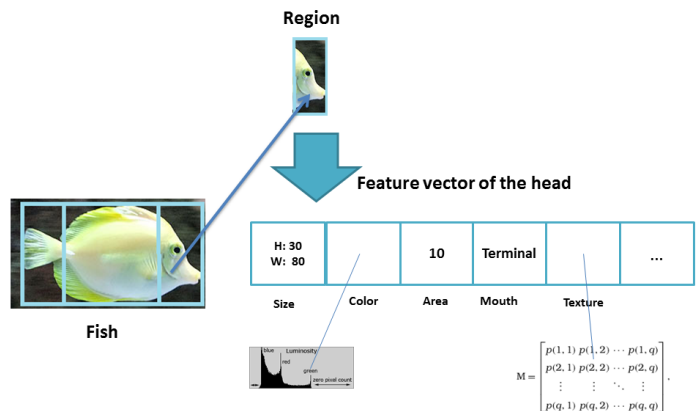 Region
Feature vector of the head
H: 30
W: 80
10
Terminal
...
Size
Color
Area
Mouth
Texture
Fish
blue
Luminosity
red
green
zero pixel count
M = [ p(1, 1) p(1, 2) ··· p(1, q)
p(2, 1) p(2, 2) ··· p(2, q)
⋮ ⋮ ⋱ ⋮
p(q, 1) p(q, 2) ··· p(q, q) ] ,